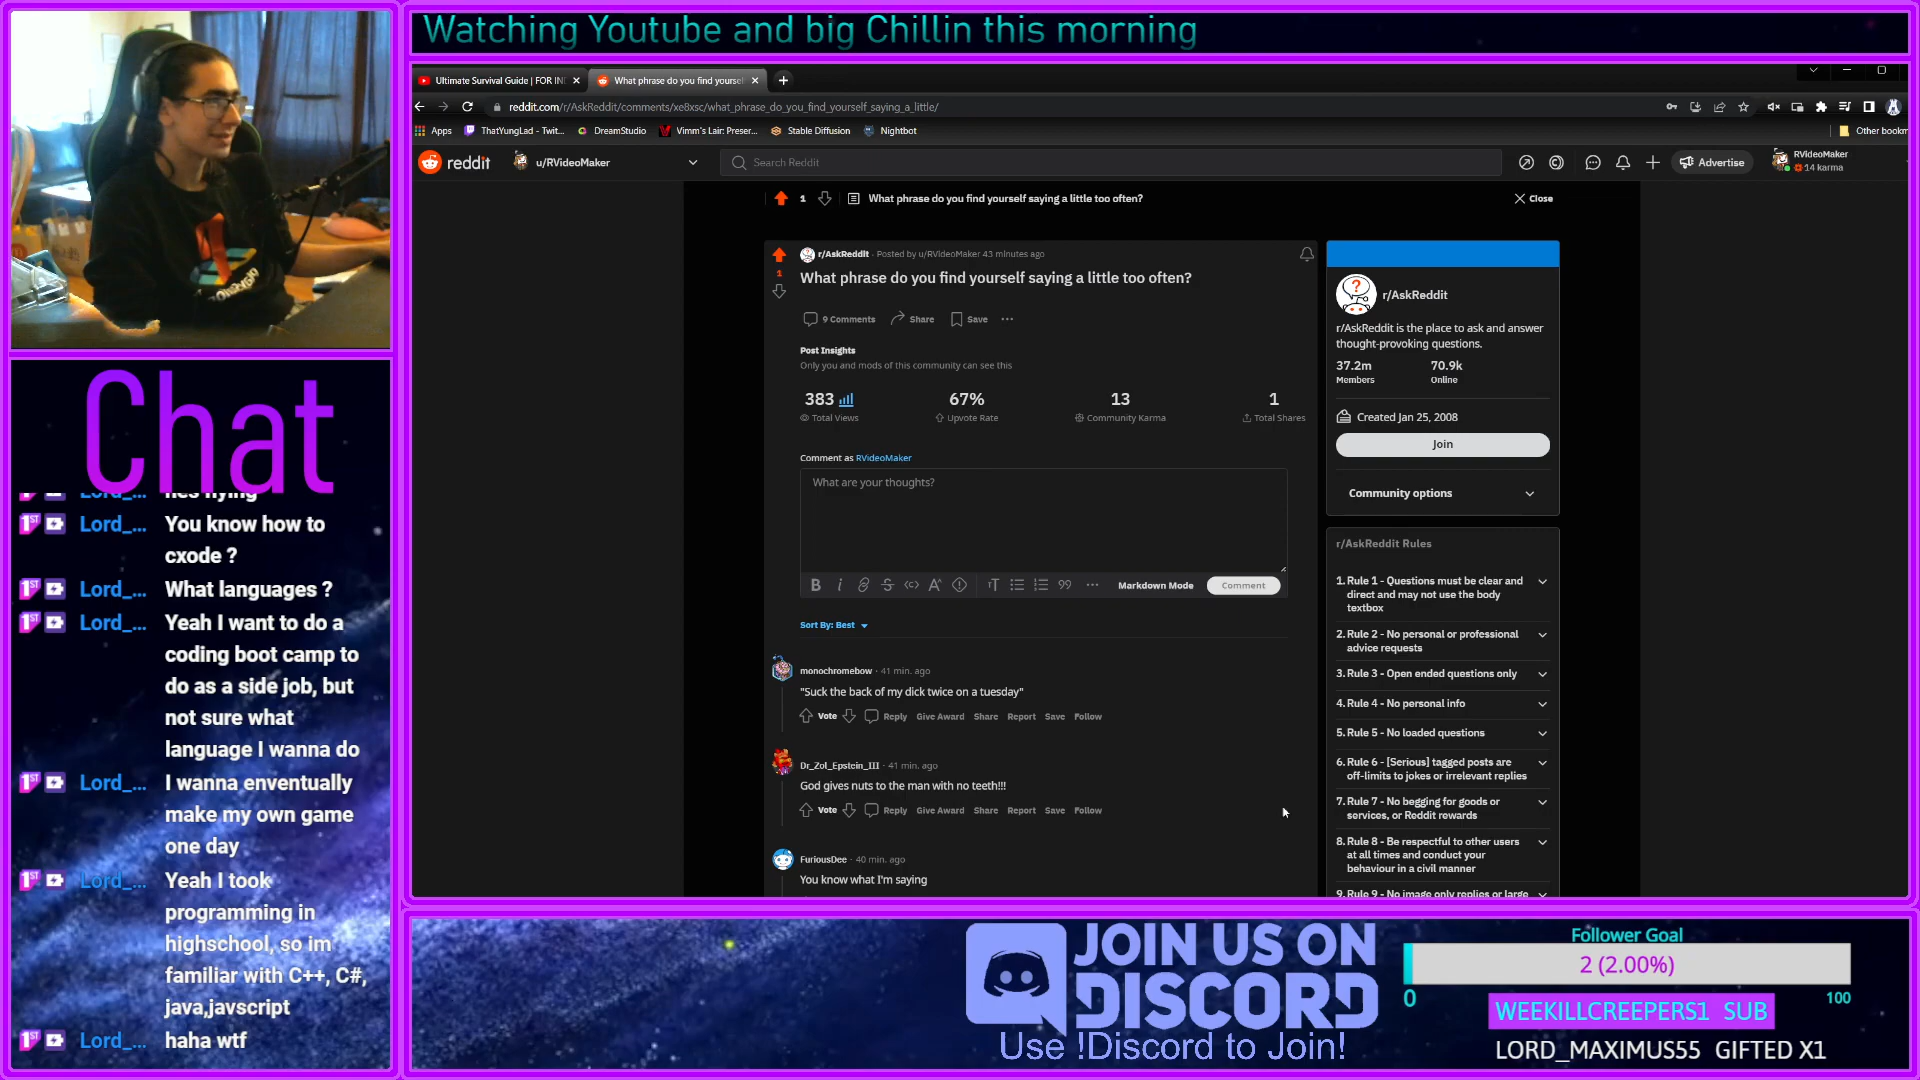 Watching Youtube and big Chillin this morning
Ultimate Survival Guide | FOR IN
What phrase do you find yourse
reddit.com/r/AskReddit/comments/xe8xsc/what_phrase_do_you_find_yourself_saying_a_little/
Apps
ThatYungLad - Twit...
DreamStudio
Vimm's Lair: Preser...
Stable Diffusion
Nightbot
Other bookm
reddit
u/RVideoMaker
Search Reddit
Advertise
RVideoMaker
14 karma
1
What phrase do you find yourself saying a little too often?
Close
r/AskReddit · Posted by u/RVideoMaker 43 minutes ago
1
What phrase do you find yourself saying a little too often?
9 Comments Share Save
Post Insights
Only you and mods of this community can see this
383 67% 13 1
Total Views Upvote Rate Community Karma Total Shares
Comment as RVideoMaker
What are your thoughts?
Markdown Mode Comment
Sort By: Best
monochromebow · 41 min. ago
"Suck the back of my dick twice on a tuesday"
Vote Reply Give Award Share Report Save Follow
Dr_Zol_Epstein_III · 41 min. ago
God gives nuts to the man with no teeth!!!
Vote Reply Give Award Share Report Save Follow
FuriousDee · 40 min. ago
You know what I'm saying
r/AskReddit
r/AskReddit is the place to ask and answer
thought-provoking questions.
37.2m 70.9k
Members Online
Created Jan 25, 2008
Join
Community options
r/AskReddit Rules
1. Rule 1 - Questions must be clear and
direct and may not use the body
textbox
2. Rule 2 - No personal or professional
advice requests
3. Rule 3 - Open ended questions only
4. Rule 4 - No personal info
5. Rule 5 - No loaded questions
6. Rule 6 - [Serious] tagged posts are
off-limits to jokes or irrelevant replies
7. Rule 7 - No begging for goods or
services, or Reddit rewards
8. Rule 8 - Be respectful to other users
at all times and conduct your
behaviour in a civil manner
9. Rule 9 - No image only replies or large
Chat
Lord_...
Lord_... You know how to
cxode ?
Lord_... What languages ?
Lord_... Yeah I want to do a
coding boot camp to
do as a side job, but
not sure what
language I wanna do
Lord_... I wanna enventually
make my own game
one day
Lord_... Yeah I took
programming in
highschool, so im
familiar with C++, C#,
java,javscript
Lord_... haha wtf
JOIN US ON
DISCORD
Use !Discord to Join!
Follower Goal
2 (2.00%)
0 100
WEEKILLCREEPERS1 SUB
LORD_MAXIMUS55 GIFTED X1